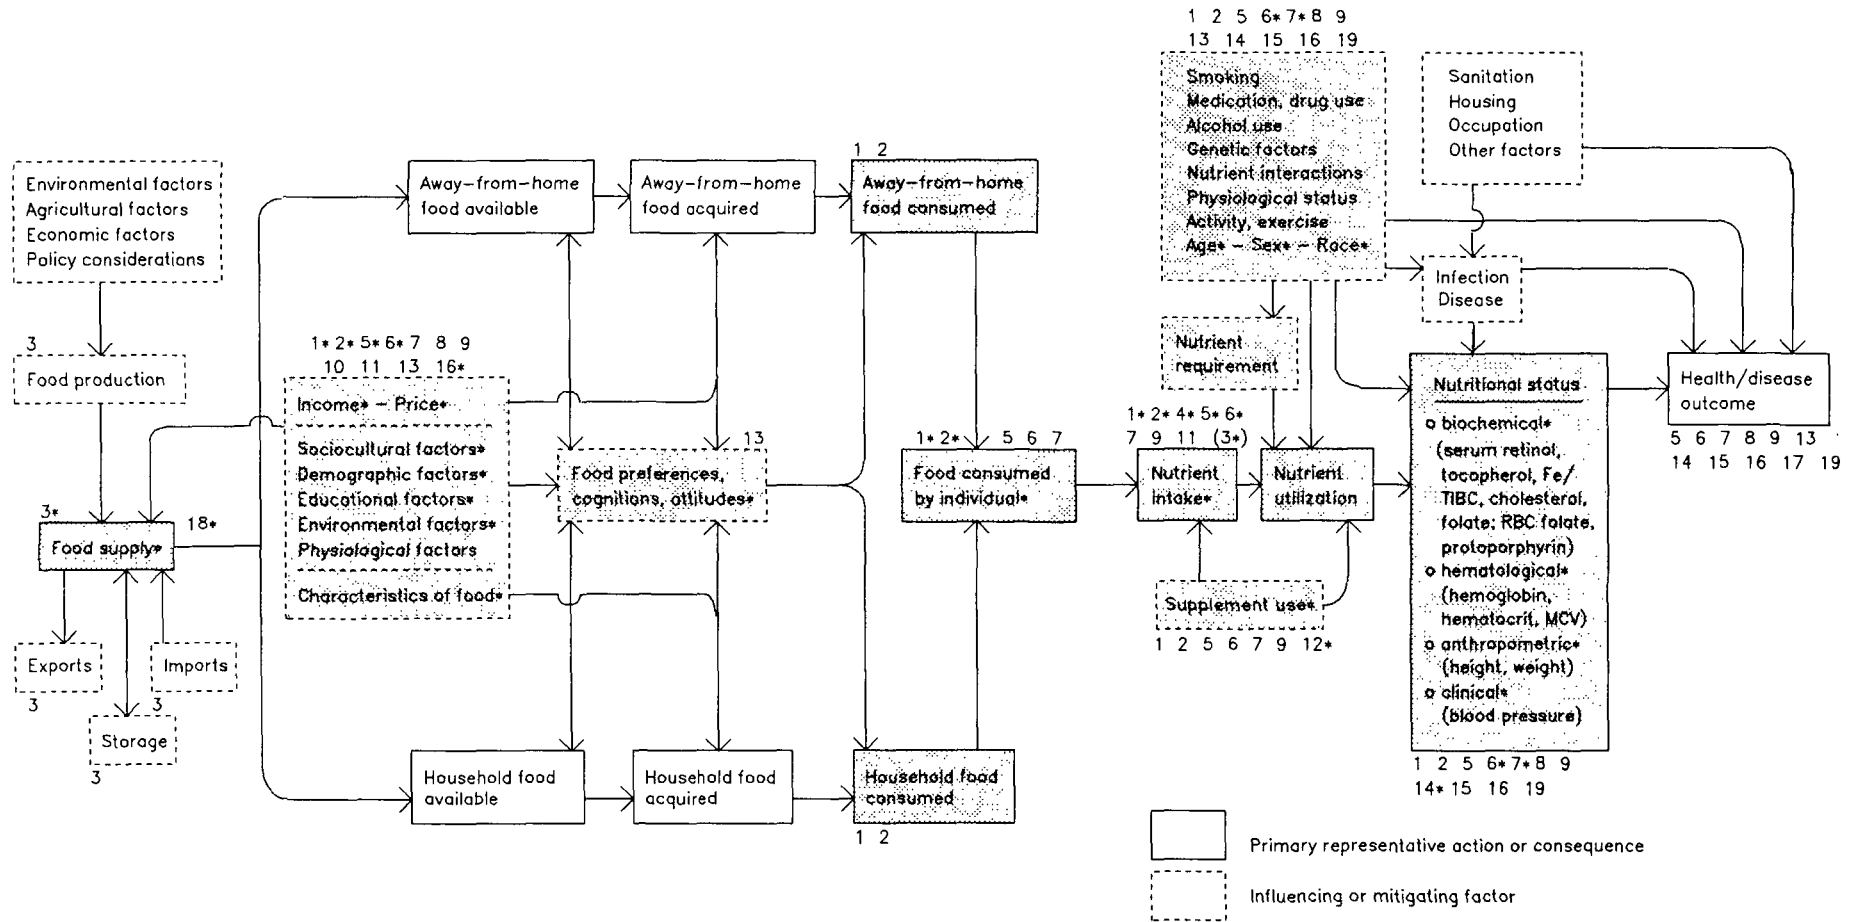 Environmental factors
Agricultural factors
Economic factors
Policy considerations
3
Food production
3*
Food supply*
18*
Exports
3
Imports
3
Storage
3
1* 2* 5* 6* 7 8 9
10 11 13 16*
Income* – Price*
Sociocultural factors*
Demographic factors*
Educational factors*
Environmental factors*
Physiological factors
Characteristics of food*
Away–from–home
food available
Away–from–home
food acquired
1 2
Away–from–home
food consumed
13
Food preferences,
cognitions, attitudes*
Household food
available
Household food
acquired
Household food
consumed
1 2
1* 2* 5 6 7
Food consumed
by individual*
1* 2* 4* 5* 6*
7 9 11 (3*)
Nutrient
intake*
Nutrient
utilization
Supplement use*
1 2 5 6 7 9 12*
1 2 5 6* 7* 8 9
13 14 15 16 19
Smoking
Medication, drug use
Alcohol use
Genetic factors
Nutrient interactions
Physiological status
Activity, exercise
Age* – Sex* – Race*
Nutrient
requirement
Sanitation
Housing
Occupation
Other factors
Infection
Disease
Nutritional status
o biochemical*
(serum retinol,
tocopherol, Fe/
TIBC, cholesterol,
folate; RBC folate,
protoporphyrin)
o hematological*
(hemoglobin,
hematocrit, MCV)
o anthropometric*
(height, weight)
o clinical*
(blood pressure)
1 2 5 6* 7* 8 9
14* 15 16 19
Health/disease
outcome
5 6 7 8 9 13
14 15 16 17 19
Primary representative action or consequence
Influencing or mitigating factor